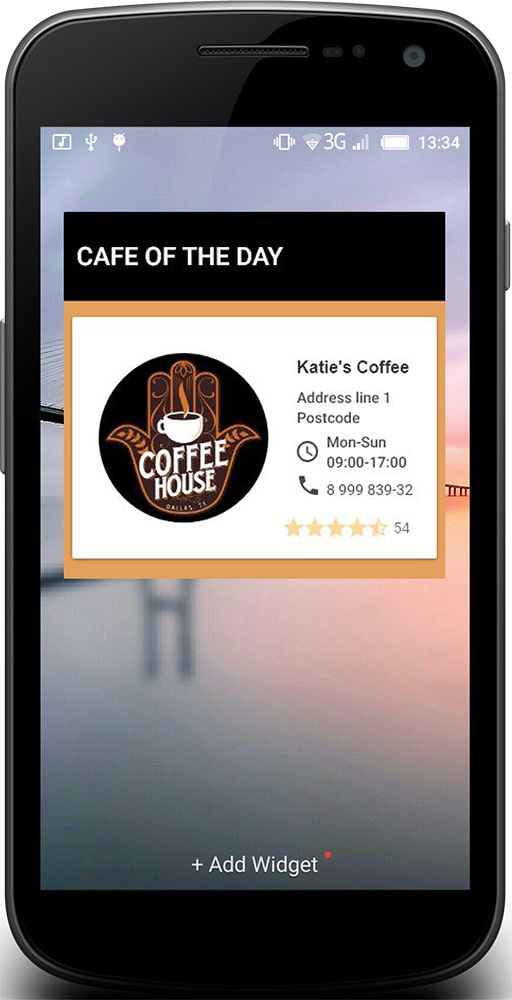 3G 13:34
CAFE OF THE DAY
Katie's Coffee
Address line 1
Postcode
Mon-Sun
09:00-17:00
8 999 839-32
54
COFFEE
HOUSE
DALLAS, TX
+ Add Widget